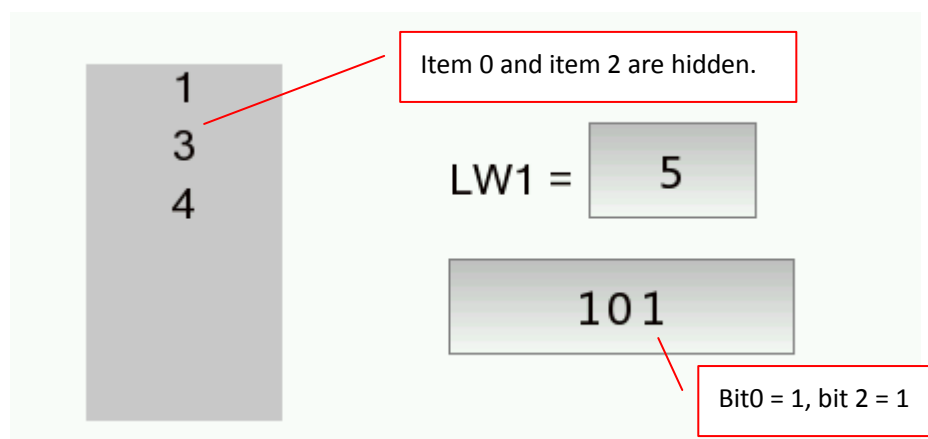 Item 0 and item 2 are hidden.
1
3
4
LW1 = 5
101
Bit0 = 1, bit 2 = 1